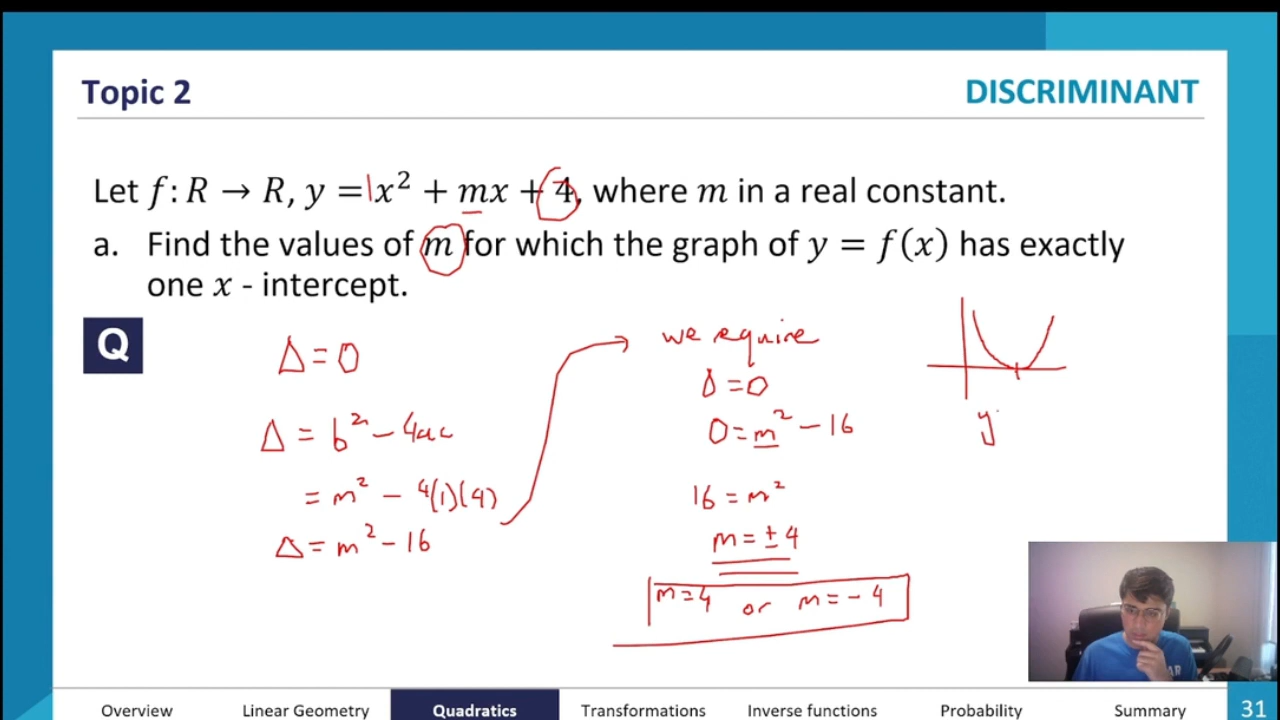 Topic 2
DISCRIMINANT
Let f: R → R, y = 1x² + mx + 4, where m in a real constant.
a. Find the values of m for which the graph of y = f(x) has exactly
one x - intercept.
Q
Δ = 0
Δ = b² - 4ac
= m² - 4(1)(4)
Δ = m² - 16
we equire
Δ = 0
0 = m² - 16
16 = m²
m = ± 4
m = 4 or m = - 4
y
Overview
Linear Geometry
Quadratics
Transformations
Inverse functions
Probability
Summary
31